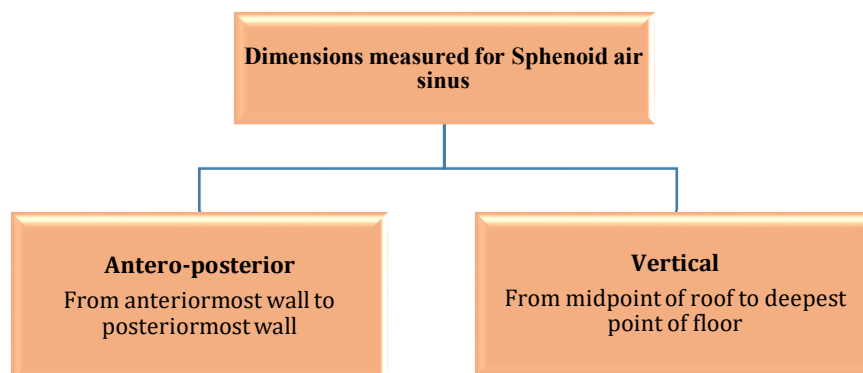 Dimensions measured for Sphenoid air
sinus
Antero-posterior
From anteriormost wall to
posteriormost wall
Vertical
From midpoint of roof to deepest
point of floor